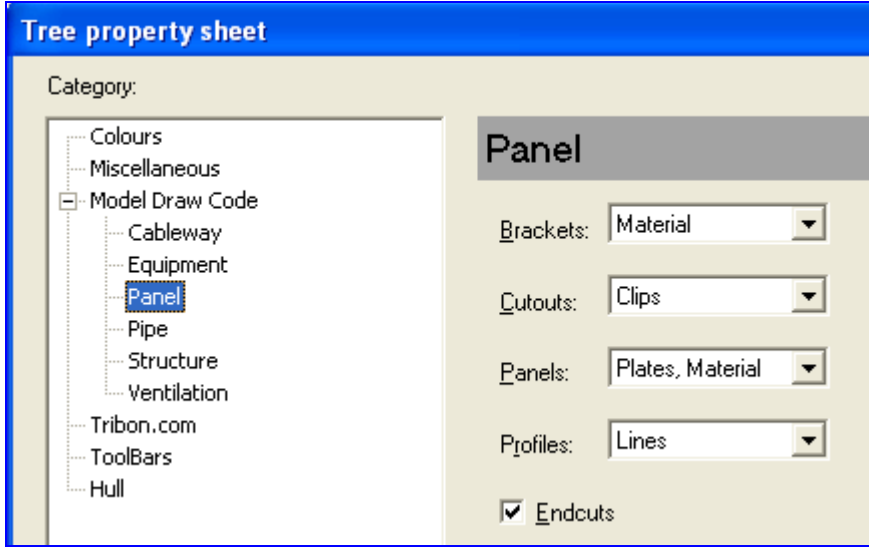 Tree property sheet
Category:
Colours
Miscellaneous
Model Draw Code
Cableway
Equipment
Panel
Pipe
Structure
Ventilation
Tribon.com
ToolBars
Hull
Panel
Brackets: Material
Cutouts: Clips
Panels: Plates, Material
Profiles: Lines
Endcuts